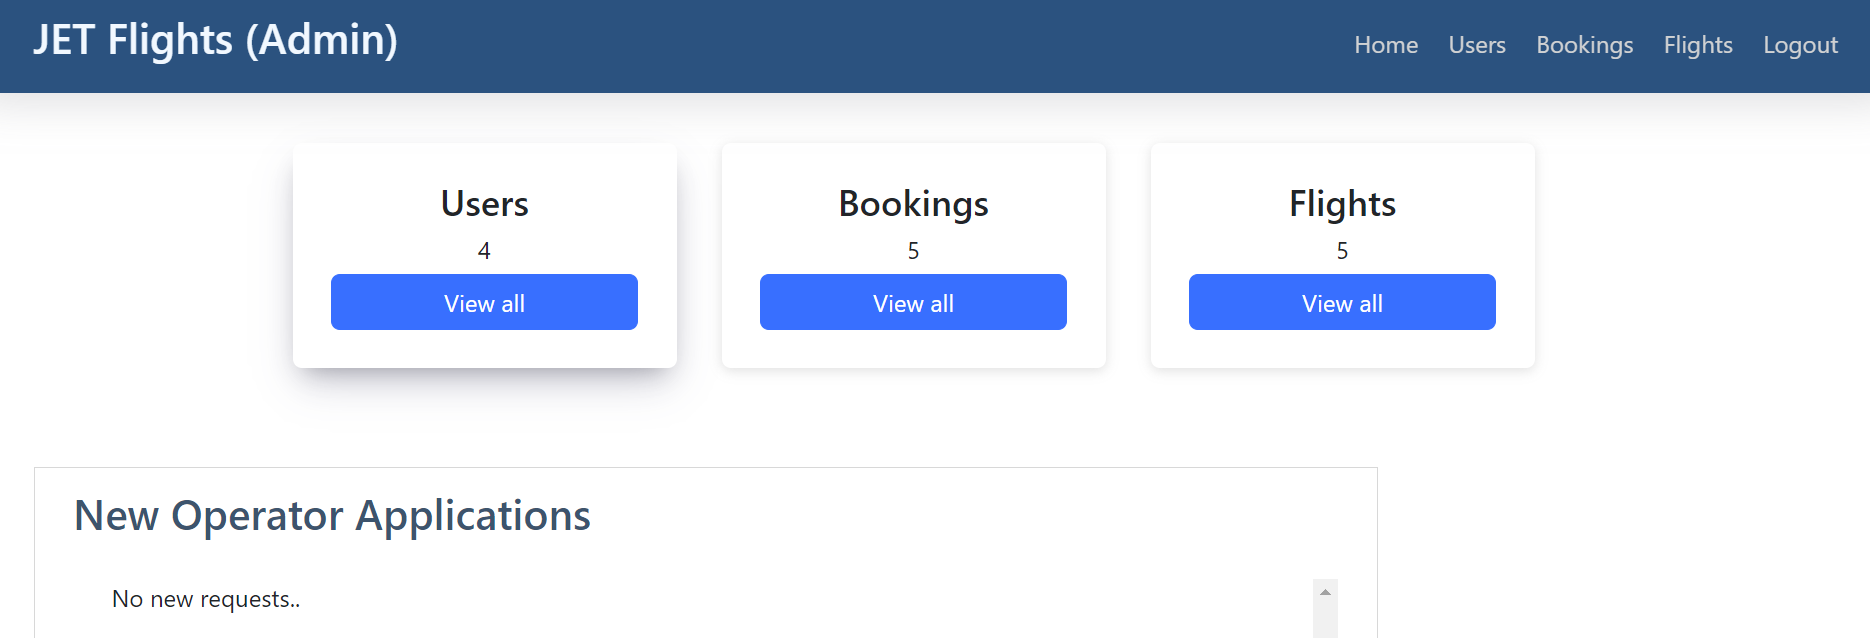 JET Flights (Admin)
Home Users Bookings Flights Logout
Users
4
View all
Bookings
5
View all
Flights
5
View all
New Operator Applications
No new requests..